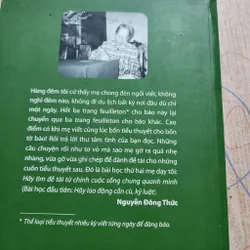 Hàng đêm tôi cứ thấy mẹ chong đèn ngồi viết, không
nghỉ đêm nào, không đi du lịch bất kỳ nơi đâu dù chỉ
một ngày. Hết ba trang feuilleton* cho báo này lại
chuyển qua ba trang feuilleton cho báo khác. Cao
điểm có khi mẹ viết cùng lúc bốn tiểu thuyết cho bốn
tờ báo! Rồi trả lời thư tâm tình của bạn đọc. Những
câu chuyện rối như tơ vò mà sao mẹ gỡ ra quá nhẹ
nhàng, vừa gỡ vừa ghi chép để dành đề tài cho những
cuốn tiểu thuyết sau. Đó là bài học thứ hai mẹ dạy tôi:
Hãy tìm đề tài từ chính cuộc sống chung quanh mình
(Bài học đầu tiên: Hãy lao động cần cù, kỷ luật).
Nguyễn Đông Thức
* Thể loại tiểu thuyết nhiều kỳ viết từng ngày để đăng báo.